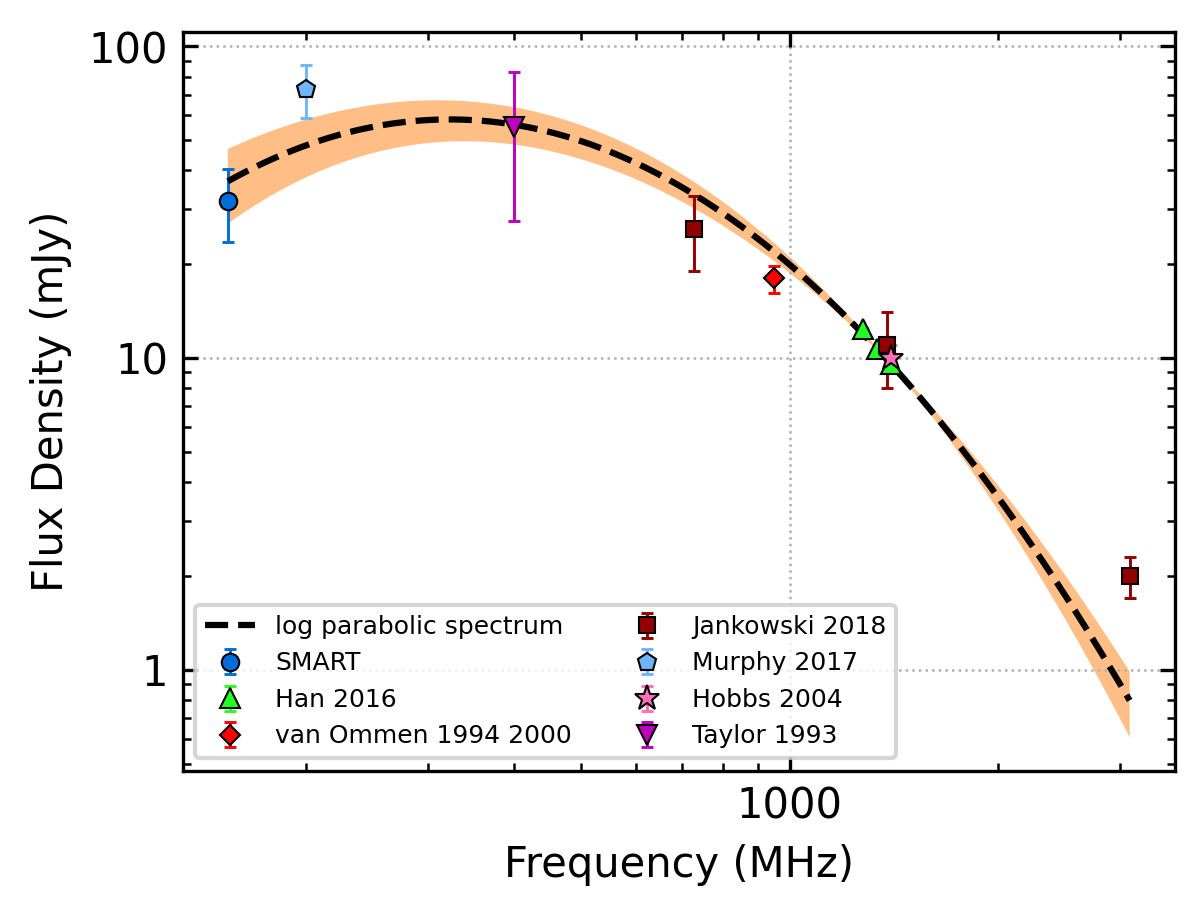 100
10
1
Flux Density (mJy)
log parabolic spectrum
SMART
Han 2016
van Ommen 1994 2000
Jankowski 2018
Murphy 2017
Hobbs 2004
Taylor 1993
1000
Frequency (MHz)